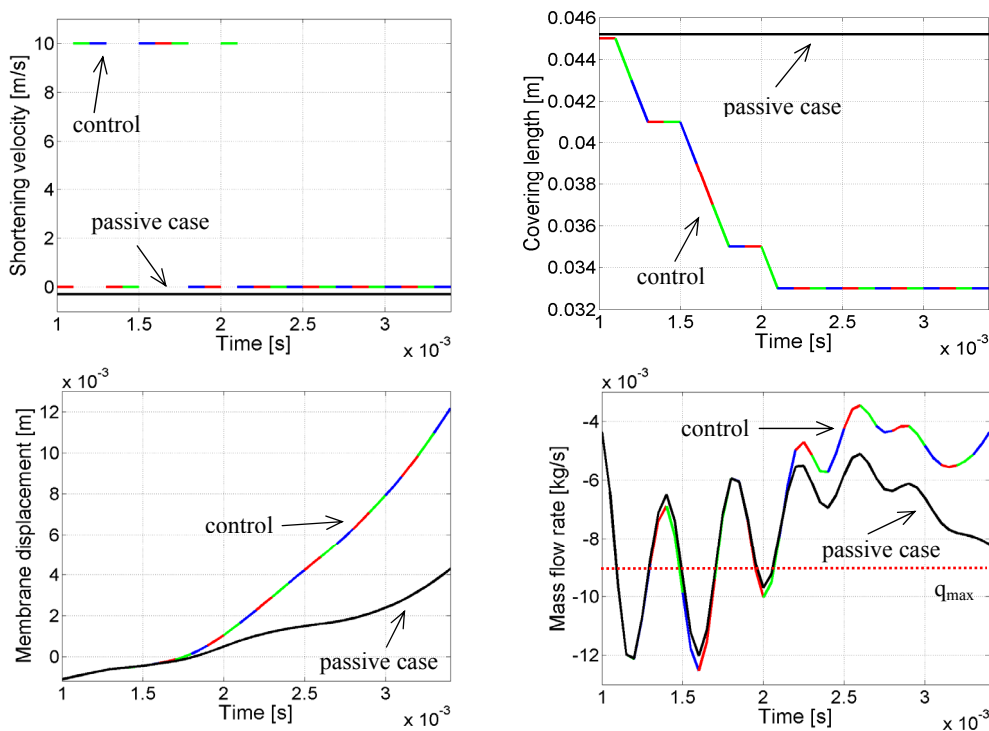 Shortening velocity [m/s]
10
8
6
4
2
0
-1
control
passive case
1
1.5
2
2.5
3
Time [s]
x 10⁻³
Covering length [m]
0.046
0.044
0.042
0.04
0.038
0.036
0.034
0.032
passive case
control
1
1.5
2
2.5
3
Time [s]
x 10⁻³
x 10⁻³
Membrane displacement [m]
12
10
8
6
4
2
0
control
passive case
1
1.5
2
2.5
3
Time [s]
x 10⁻³
x 10⁻³
Mass flow rate [kg/s]
-4
-6
-8
-10
-12
control
passive case
qmax
1
1.5
2
2.5
3
Time [s]
x 10⁻³